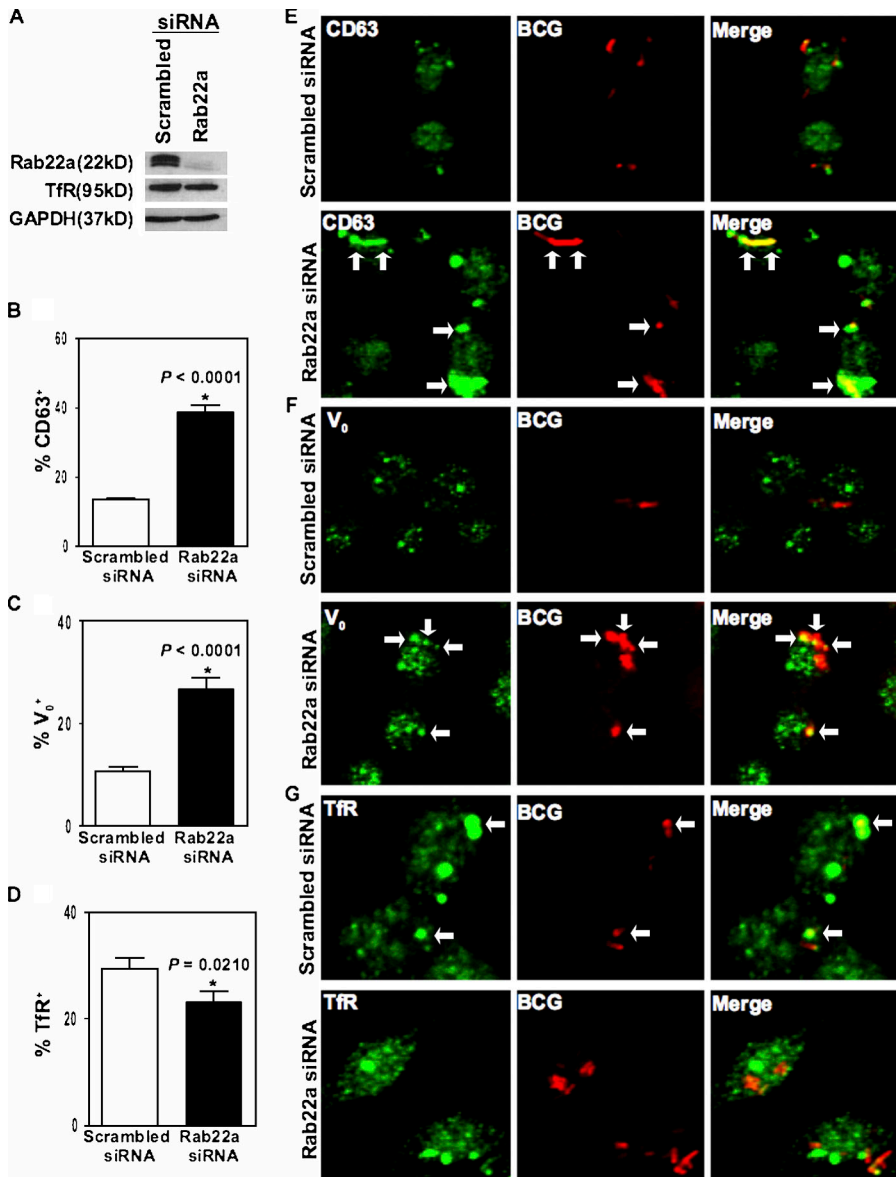 A
siRNA
Scrambled
Rab22a
Rab22a(22kD)
TfR(95kD)
GAPDH(37kD)
B
% CD63⁺
60
40
20
0
P < 0.0001
*
Scrambled siRNA
Rab22a siRNA
C
% V₀⁺
40
20
0
P < 0.0001
*
Scrambled siRNA
Rab22a siRNA
D
% TfR⁺
40
20
0
P = 0.0210
*
Scrambled siRNA
Rab22a siRNA
E
Scrambled siRNA
CD63
BCG
Merge
Rab22a siRNA
CD63
BCG
Merge
F
Scrambled siRNA
V₀
BCG
Merge
Rab22a siRNA
V₀
BCG
Merge
G
Scrambled siRNA
TfR
BCG
Merge
Rab22a siRNA
TfR
BCG
Merge